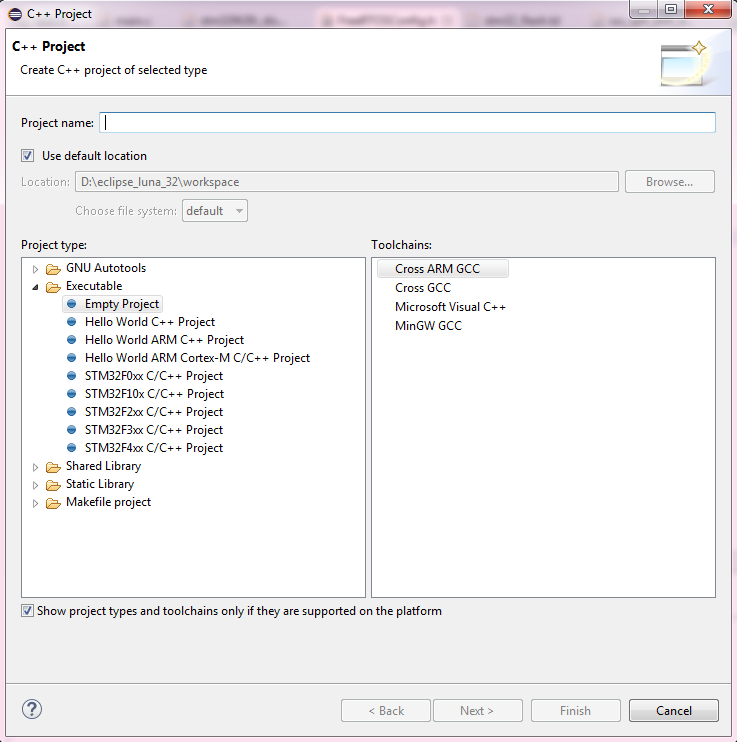 C++ Project
C++ Project
Create C++ project of selected type
Project name:
Use default location
Location: D:\eclipse_luna_32\workspace Browse...
Choose file system: default
Project type: Toolchains:
GNU Autotools
Executable
Empty Project
Hello World C++ Project
Hello World ARM C++ Project
Hello World ARM Cortex-M C/C++ Project
STM32F0xx C/C++ Project
STM32F10x C/C++ Project
STM32F2xx C/C++ Project
STM32F3xx C/C++ Project
STM32F4xx C/C++ Project
Shared Library
Static Library
Makefile project
Cross ARM GCC
Cross GCC
Microsoft Visual C++
MinGW GCC
Show project types and toolchains only if they are supported on the platform
? < Back Next > Finish Cancel